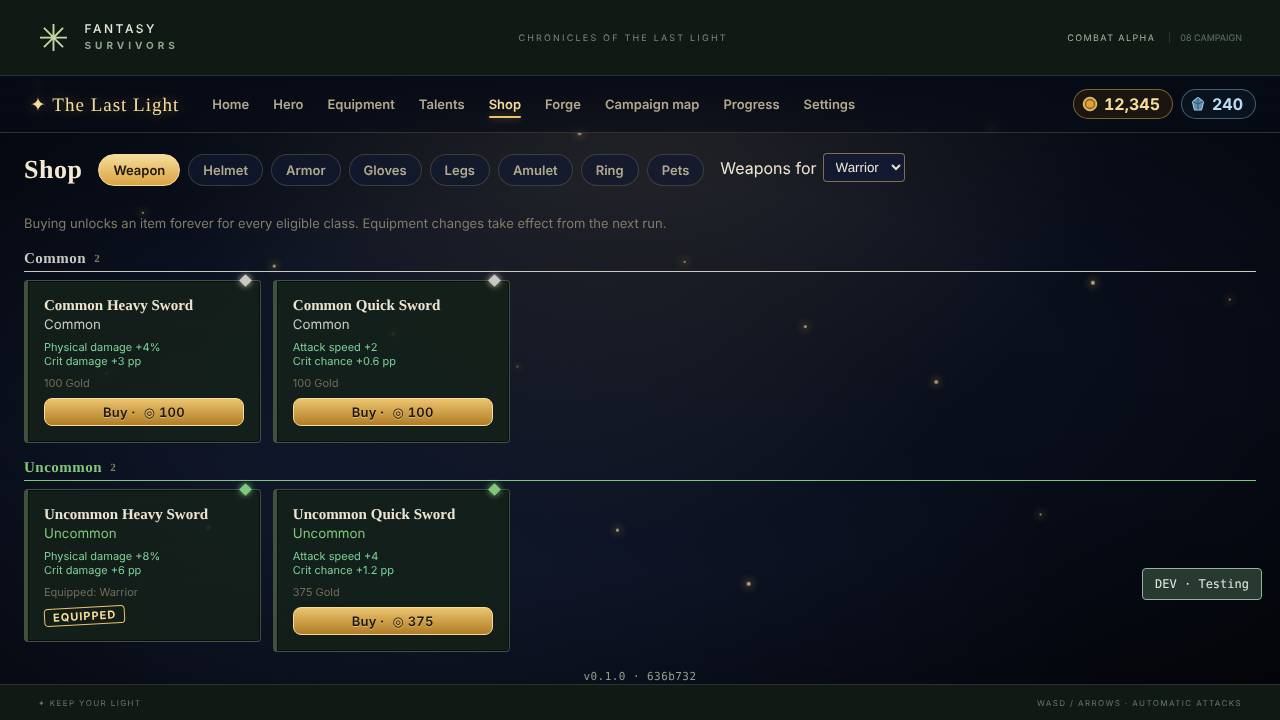 FANTASY
SURVIVORS
CHRONICLES OF THE LAST LIGHT
COMBAT ALPHA
08 CAMPAIGN
✦ The Last Light
Home
Hero
Equipment
Talents
Shop
Forge
Campaign map
Progress
Settings
12,345
240
Shop
Weapon
Helmet
Armor
Gloves
Legs
Amulet
Ring
Pets
Weapons for
Warrior
Buying unlocks an item forever for every eligible class. Equipment changes take effect from the next run.
Common 2
Common Heavy Sword
Common
Physical damage +4%
Crit damage +3 pp
100 Gold
Buy · ◎ 100
Common Quick Sword
Common
Attack speed +2
Crit chance +0.6 pp
100 Gold
Buy · ◎ 100
Uncommon 2
Uncommon Heavy Sword
Uncommon
Physical damage +8%
Crit damage +6 pp
Equipped: Warrior
EQUIPPED
Uncommon Quick Sword
Uncommon
Attack speed +4
Crit chance +1.2 pp
375 Gold
Buy · ◎ 375
DEV · Testing
v0.1.0 · 636b732
✦ KEEP YOUR LIGHT
WASD / ARROWS · AUTOMATIC ATTACKS